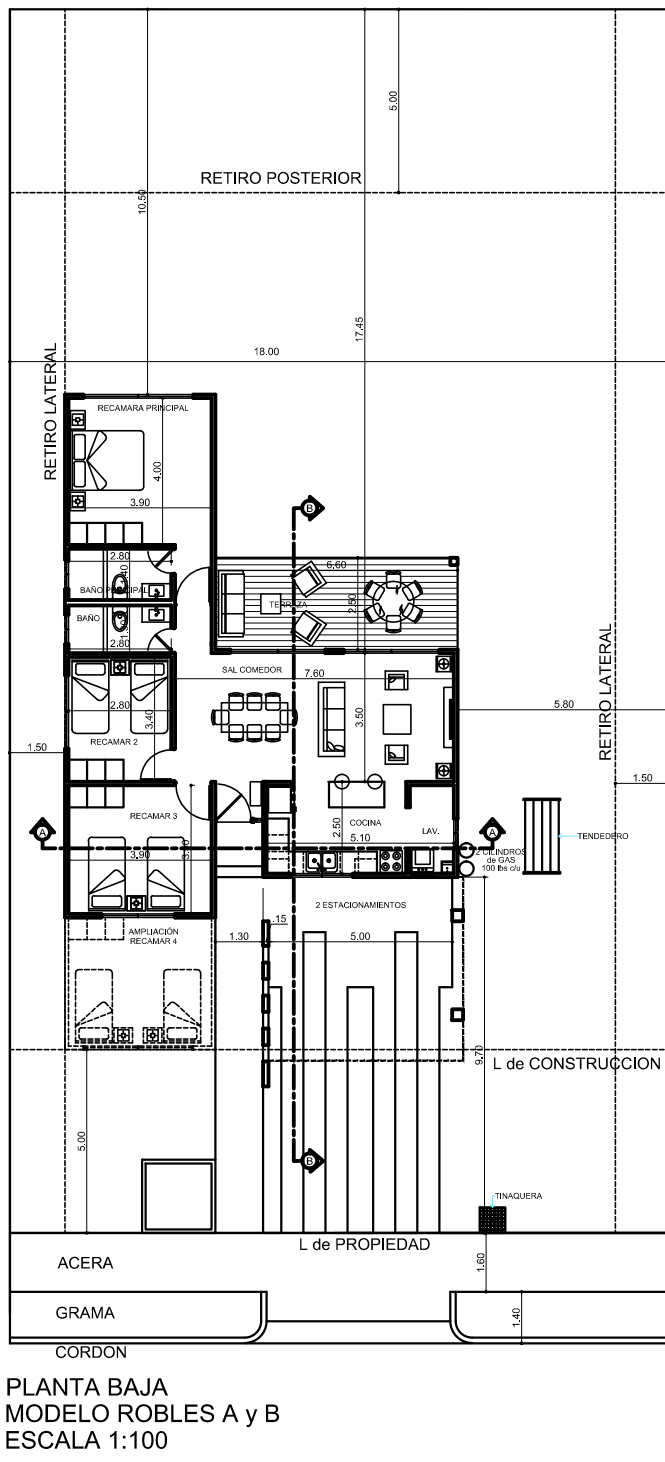 5.00
RETIRO POSTERIOR
10.50
17.45
18.00
RETIRO LATERAL
RECAMARA PRINCIPAL
4.00
3.90
B
2.80
6.60
BAÑO PRINCIPAL
TERRAZA
2.50
BAÑO
2.80
SAL COMEDOR
7.60
RETIRO LATERAL
2.80
3.40
3.50
5.80
RECAMAR 2
1.50
1.50
RECAMAR 3
COCINA
2.50
LAV.
A
A
5.10
TENDEDERO
3.90
2 CILINDROS
de GAS
100 lbs c/u
2 ESTACIONAMIENTOS
.15
AMPLIACIÓN
RECAMAR 4
1.30
5.00
9.70
L de CONSTRUCCION
5.00
B
TINAQUERA
L de PROPIEDAD
ACERA
1.60
GRAMA
1.40
CORDON
PLANTA BAJA
MODELO ROBLES A y B
ESCALA 1:100